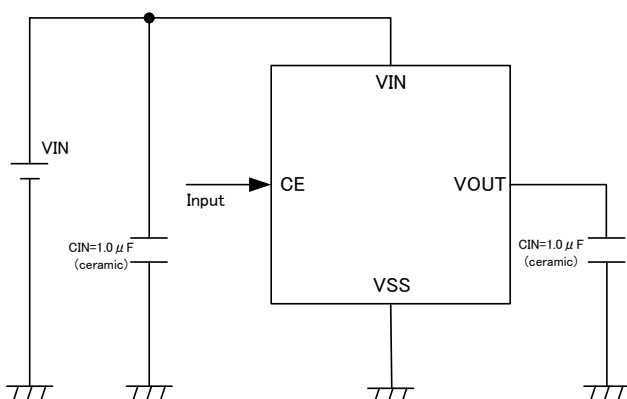 VIN
VIN
CE
VOUT
Input
CIN=1.0μF
(ceramic)
CIN=1.0μF
(ceramic)
VSS